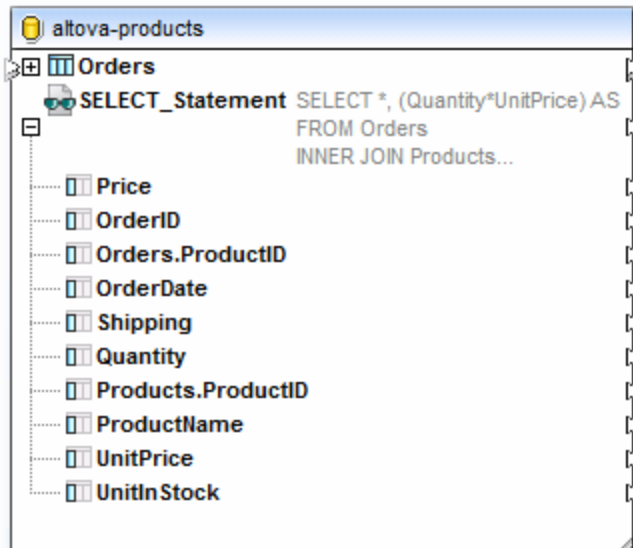 altova-products
Orders
SELECT_Statement SELECT *, (Quantity*UnitPrice) AS
FROM Orders
INNER JOIN Products...
Price
OrderID
Orders.ProductID
OrderDate
Shipping
Quantity
Products.ProductID
ProductName
UnitPrice
UnitInStock